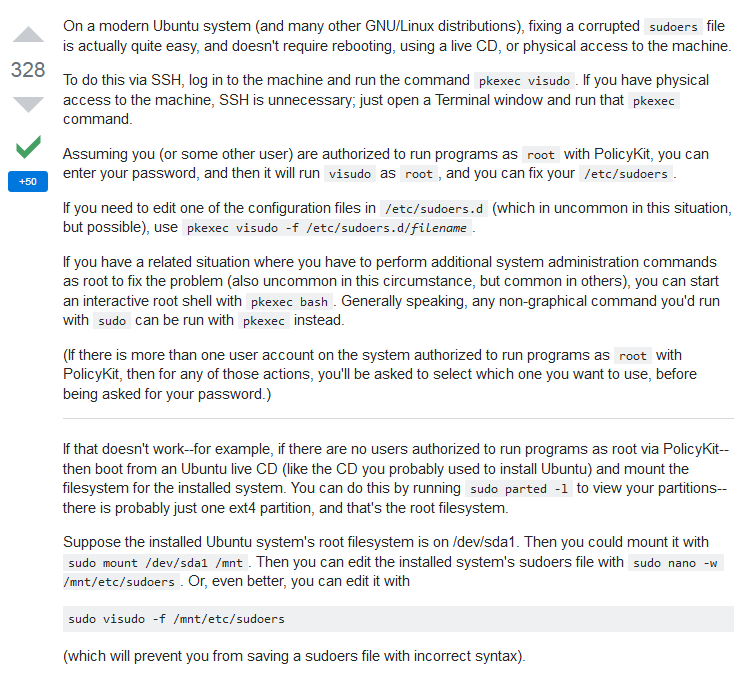 On a modern Ubuntu system (and many other GNU/Linux distributions), fixing a corrupted sudoers file
is actually quite easy, and doesn't require rebooting, using a live CD, or physical access to the machine.
328
To do this via SSH, log in to the machine and run the command pkexec visudo. If you have physical
access to the machine, SSH is unnecessary; just open a Terminal window and run that pkexec
command.
+50
Assuming you (or some other user) are authorized to run programs as root with PolicyKit, you can
enter your password, and then it will run visudo as root, and you can fix your /etc/sudoers.
If you need to edit one of the configuration files in /etc/sudoers.d (which in uncommon in this situation,
but possible), use pkexec visudo -f /etc/sudoers.d/filename.
If you have a related situation where you have to perform additional system administration commands
as root to fix the problem (also uncommon in this circumstance, but common in others), you can start
an interactive root shell with pkexec bash. Generally speaking, any non-graphical command you'd run
with sudo can be run with pkexec instead.
(If there is more than one user account on the system authorized to run programs as root with
PolicyKit, then for any of those actions, you'll be asked to select which one you want to use, before
being asked for your password.)
If that doesn't work--for example, if there are no users authorized to run programs as root via PolicyKit--
then boot from an Ubuntu live CD (like the CD you probably used to install Ubuntu) and mount the
filesystem for the installed system. You can do this by running sudo parted -l to view your partitions--
there is probably just one ext4 partition, and that's the root filesystem.
Suppose the installed Ubuntu system's root filesystem is on /dev/sda1. Then you could mount it with
sudo mount /dev/sda1 /mnt. Then you can edit the installed system's sudoers file with sudo nano -w
/mnt/etc/sudoers. Or, even better, you can edit it with
sudo visudo -f /mnt/etc/sudoers
(which will prevent you from saving a sudoers file with incorrect syntax).